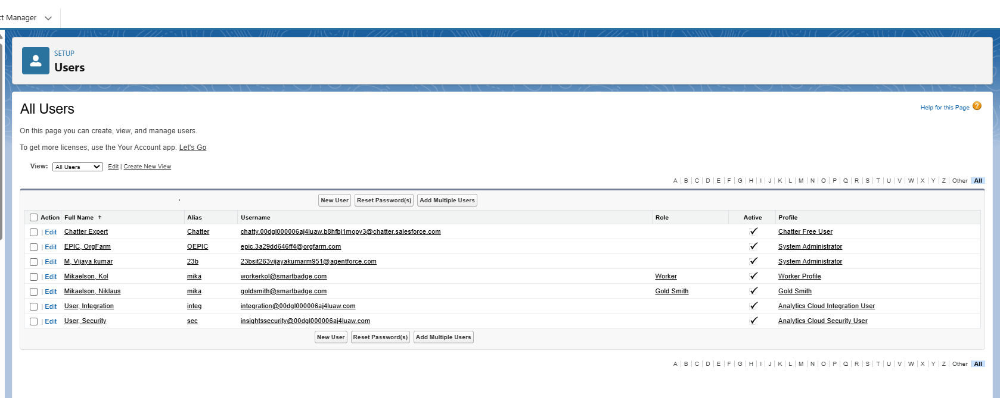 ct Manager
SETUP
Users
All Users
Help for this Page ?
On this page you can create, view, and manage users.
To get more licenses, use the Your Account app. Let's Go
View: All Users Edit | Create New View
A | B | C | D | E | F | G | H | I | J | K | L | M | N | O | P | Q | R | S | T | U | V | W | X | Y | Z | Other All
New User Reset Password(s) Add Multiple Users
Action Full Name ↑ Alias Username Role Active Profile
| Edit Chatter Expert Chatter chatty.00dgl000006aj4luaw.b8hfbj1mopy3@chatter.salesforce.com ✓ Chatter Free User
| Edit EPIC, OrgFarm OEPIC epic.3a29dd646ff4@orgfarm.com ✓ System Administrator
| Edit M, Vijaya kumar 23b 23bsit263vijayakumarm951@agentforce.com ✓ System Administrator
| Edit Mikaelson, Kol mika workerkol@smartbadge.com Worker ✓ Worker Profile
| Edit Mikaelson, Niklaus mika goldsmith@smartbadge.com Gold Smith ✓ Gold Smith
| Edit User, Integration integ integration@00dgl000006aj4luaw.com ✓ Analytics Cloud Integration User
| Edit User, Security sec insightssecurity@00dgl000006aj4luaw.com ✓ Analytics Cloud Security User
New User Reset Password(s) Add Multiple Users
A | B | C | D | E | F | G | H | I | J | K | L | M | N | O | P | Q | R | S | T | U | V | W | X | Y | Z | Other All